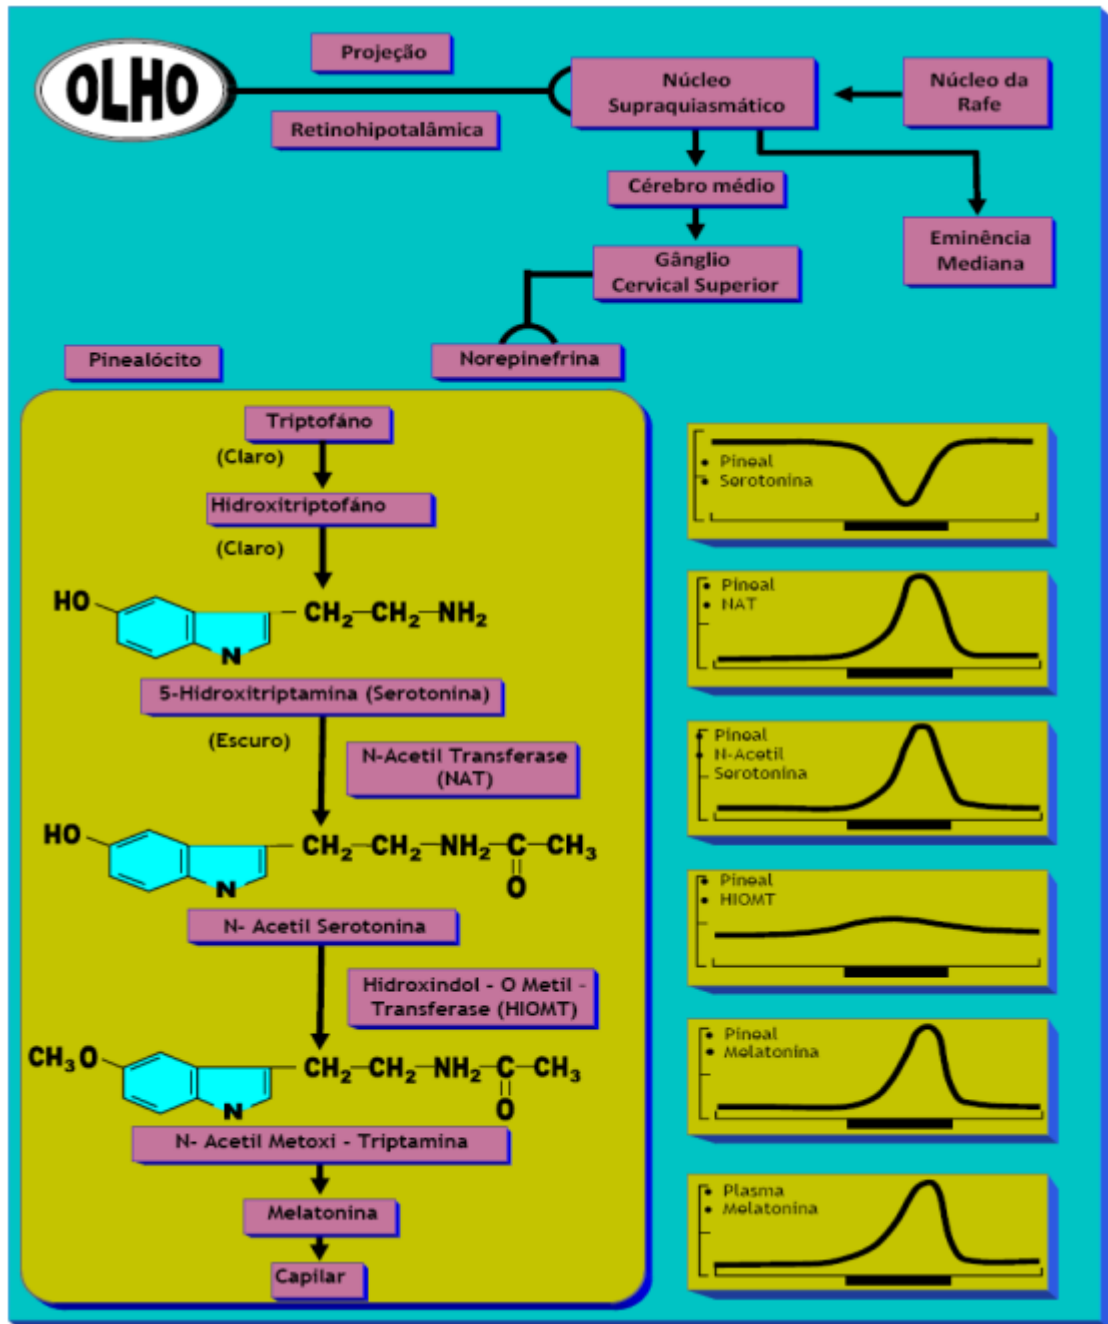 OLHO
Projeção
Retinohipotalâmica
Núcleo
Supraquiasmático
Núcleo da
Rafe
Cérebro médio
Eminência
Mediana
Gânglio
Cervical Superior
Pinealócito
Norepinefrina
Triptofáno
(Claro)
Hidroxitriptofáno
(Claro)
HO
CH₂-CH₂-NH₂
N
5-Hidroxitriptamina (Serotonina)
(Escuro)
N-Acetil Transferase
(NAT)
HO
CH₂-CH₂-NH₂-C-CH₃
O
N
N- Acetil Serotonina
Hidroxindol - O Metil -
Transferase (HIOMT)
CH₃O
CH₂-CH₂-NH₂-C-CH₃
O
N
N- Acetil Metoxi - Triptamina
Melatonina
Capilar
• Pineal
• Serotonina
• Pineal
• NAT
• Pineal
• N-Acetil
Serotonina
• Pineal
• HIOMT
• Pineal
• Melatonina
• Plasma
• Melatonina